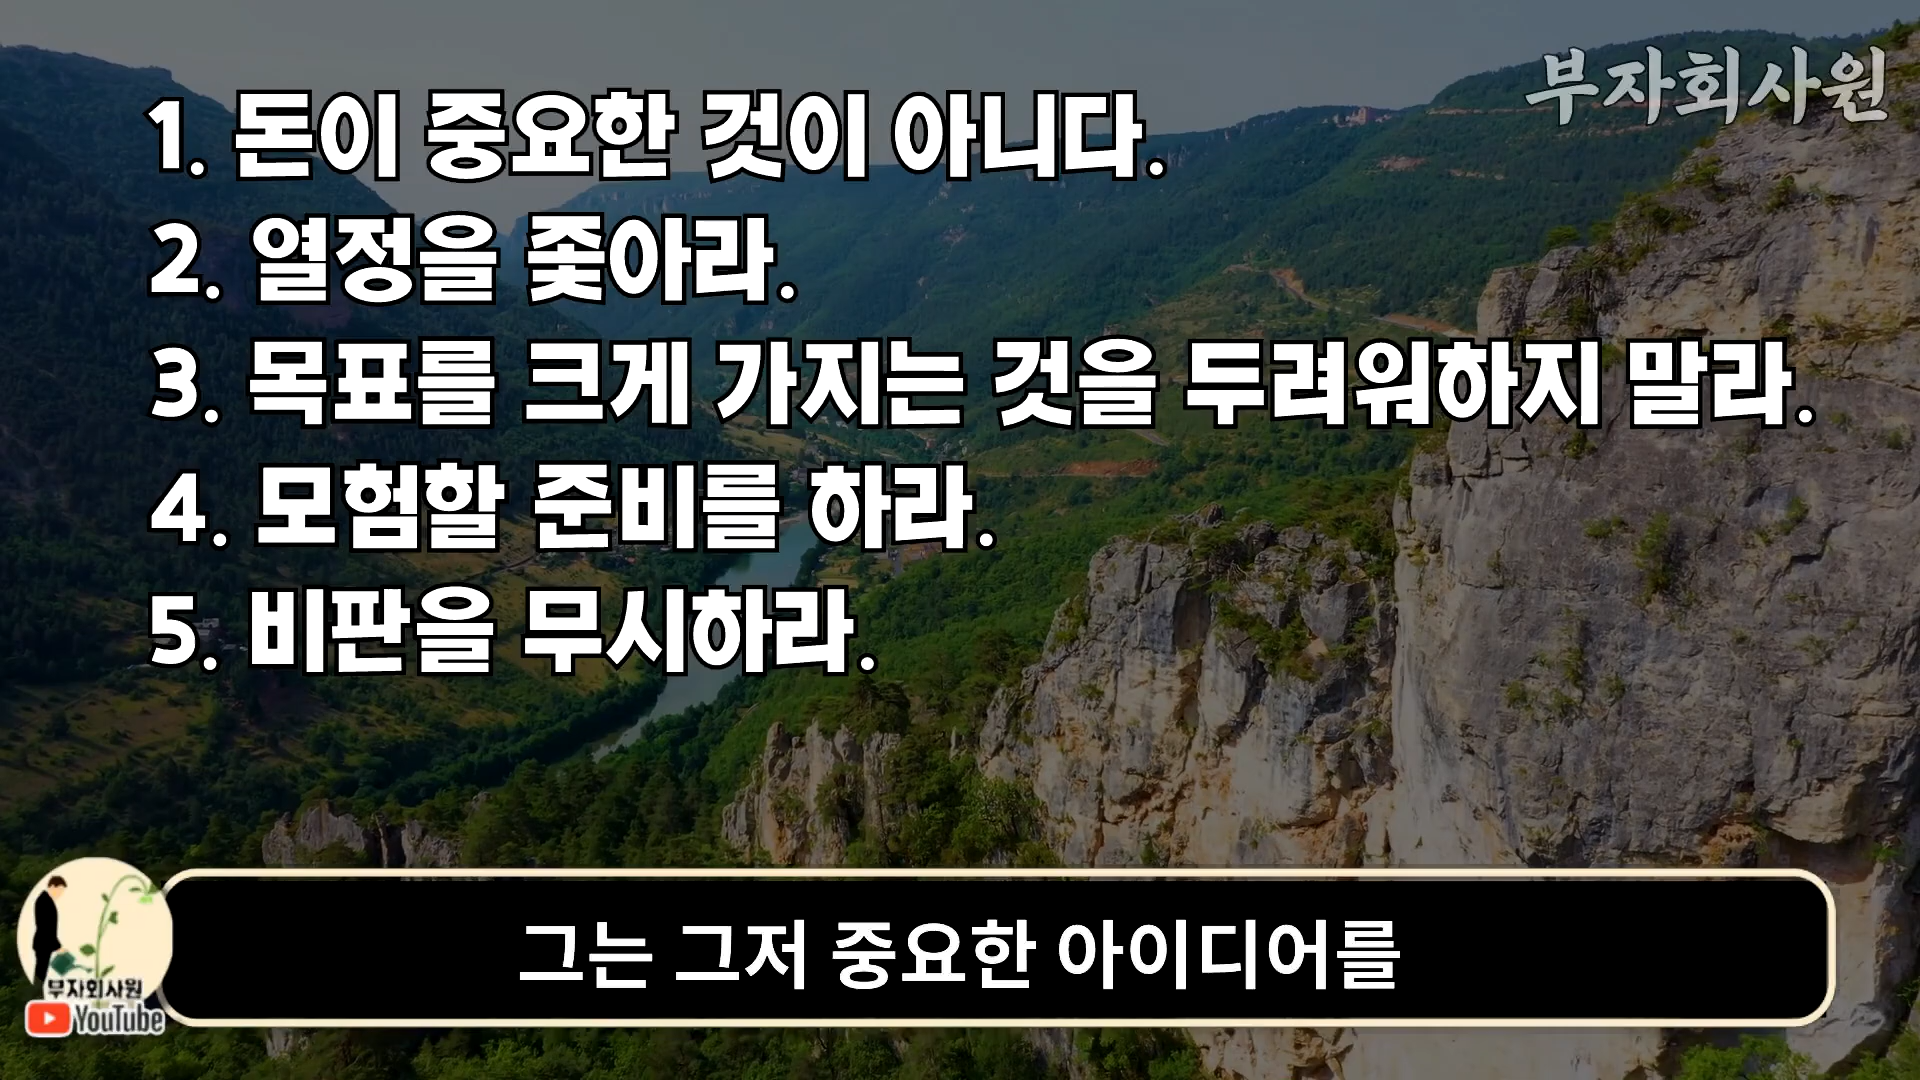 부자회사원
1. 돈이 중요한 것이 아니다.
2. 열정을 좇아라.
3. 목표를 크게 가지는 것을 두려워하지 말라.
4. 모험할 준비를 하라.
5. 비판을 무시하라.
그는 그저 중요한 아이디어를
부자회사원
YouTube